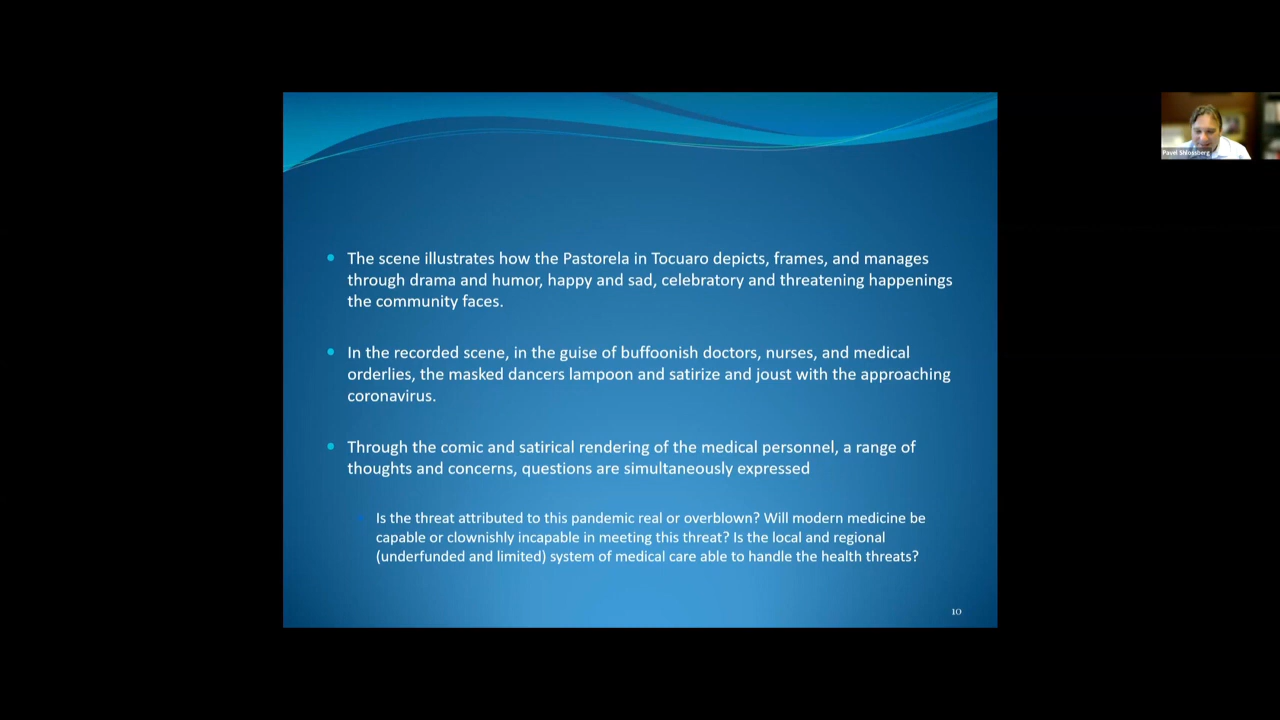 The scene illustrates how the Pastorela in Tocuaro depicts, frames, and manages
through drama and humor, happy and sad, celebratory and threatening happenings
the community faces.
In the recorded scene, in the guise of buffoonish doctors, nurses, and medical
orderlies, the masked dancers lampoon and satirize and joust with the approaching
coronavirus.
Through the comic and satirical rendering of the medical personnel, a range of
thoughts and concerns, questions are simultaneously expressed
Is the threat attributed to this pandemic real or overblown? Will modern medicine be
capable or clownishly incapable in meeting this threat? Is the local and regional
(underfunded and limited) system of medical care able to handle the health threats?
10
Pavel Shlossberg